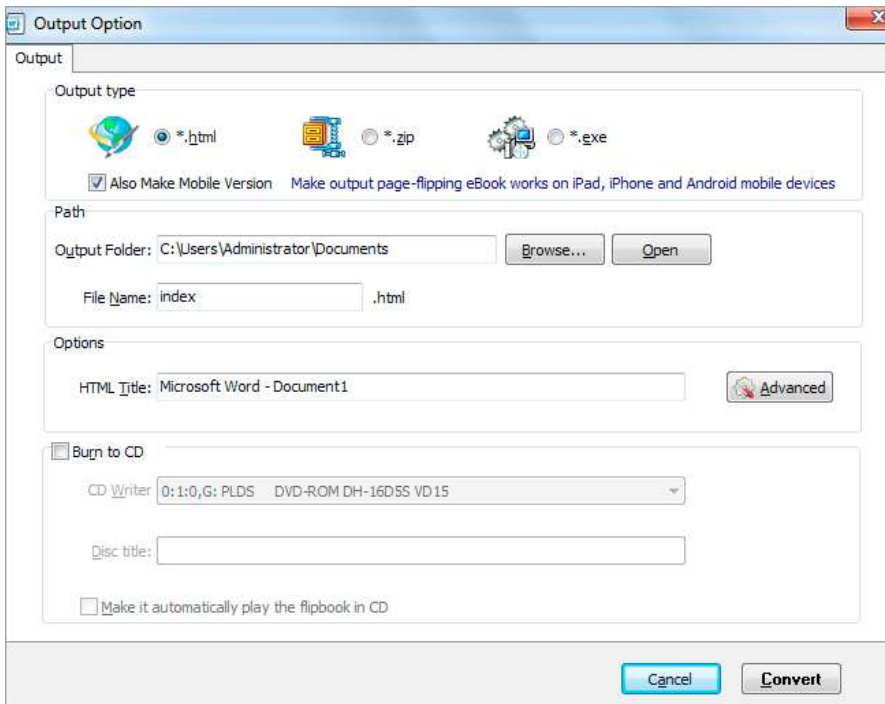 Output Option
Output
Output type
*.html *.zip *.exe
Also Make Mobile Version Make output page-flipping eBook works on iPad, iPhone and Android mobile devices
Path
Output Folder: C:\Users\Administrator\Documents Browse... Open
File Name: index .html
Options
HTML Title: Microsoft Word - Document1 Advanced
Burn to CD
CD Writer 0:1:0,G: PLDS DVD-ROM DH-16D5S VD15
Disc title:
Make it automatically play the flipbook in CD
Cancel Convert